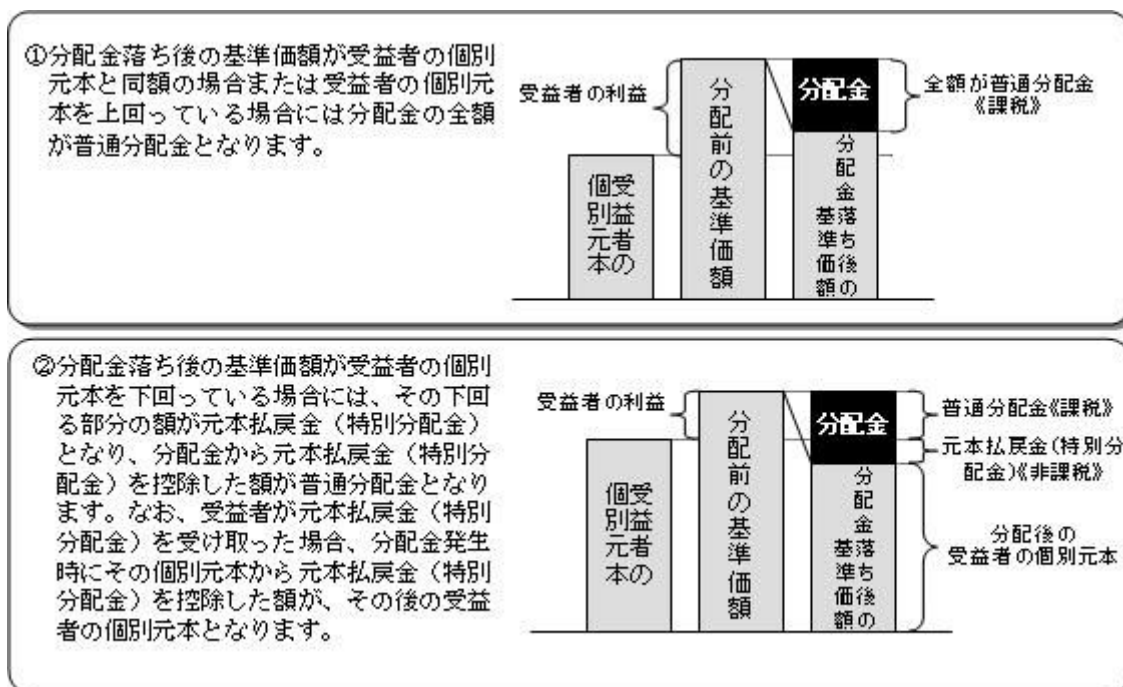 ①分配金落ち後の基準価額が受益者の個別
元本と同額の場合または受益者の個別元
本を上回っている場合には分配金の全額
が普通分配金となります。
受益者の利益
受益者の
個別元本
分配前の基準価額
分配金
分配金落ち後の
基準価額
全額が普通分配金
《課税》
②分配金落ち後の基準価額が受益者の個別
元本を下回っている場合には、その下回
る部分の額が元本払戻金（特別分配金）
となり、分配金から元本払戻金（特別分
配金）を控除した額が普通分配金となり
ます。なお、受益者が元本払戻金（特別
分配金）を受け取った場合、分配金発生
時にその個別元本から元本払戻金（特別
分配金）を控除した額が、その後の受益
者の個別元本となります。
受益者の利益
受益者の
個別元本
分配前の基準価額
分配金
分配金落ち後の
基準価額
普通分配金《課税》
元本払戻金(特別分
配金)《非課税》
分配後の
受益者の個別元本